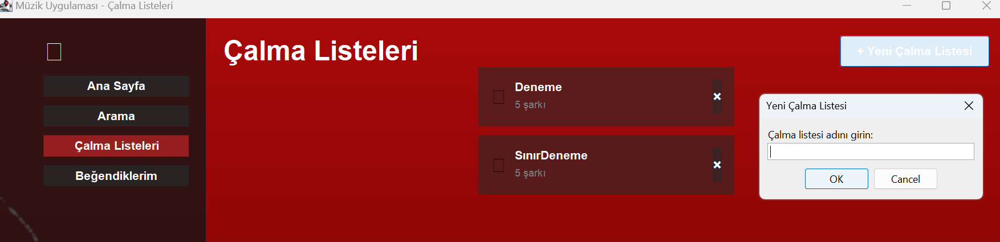 Müzik Uygulaması - Çalma Listeleri
Çalma Listeleri
+ Yeni Çalma Listesi
Ana Sayfa
Arama
Çalma Listeleri
Beğendiklerim
Deneme
5 şarkı
SınırDeneme
5 şarkı
Yeni Çalma Listesi
Çalma listesi adını girin:
OK
Cancel